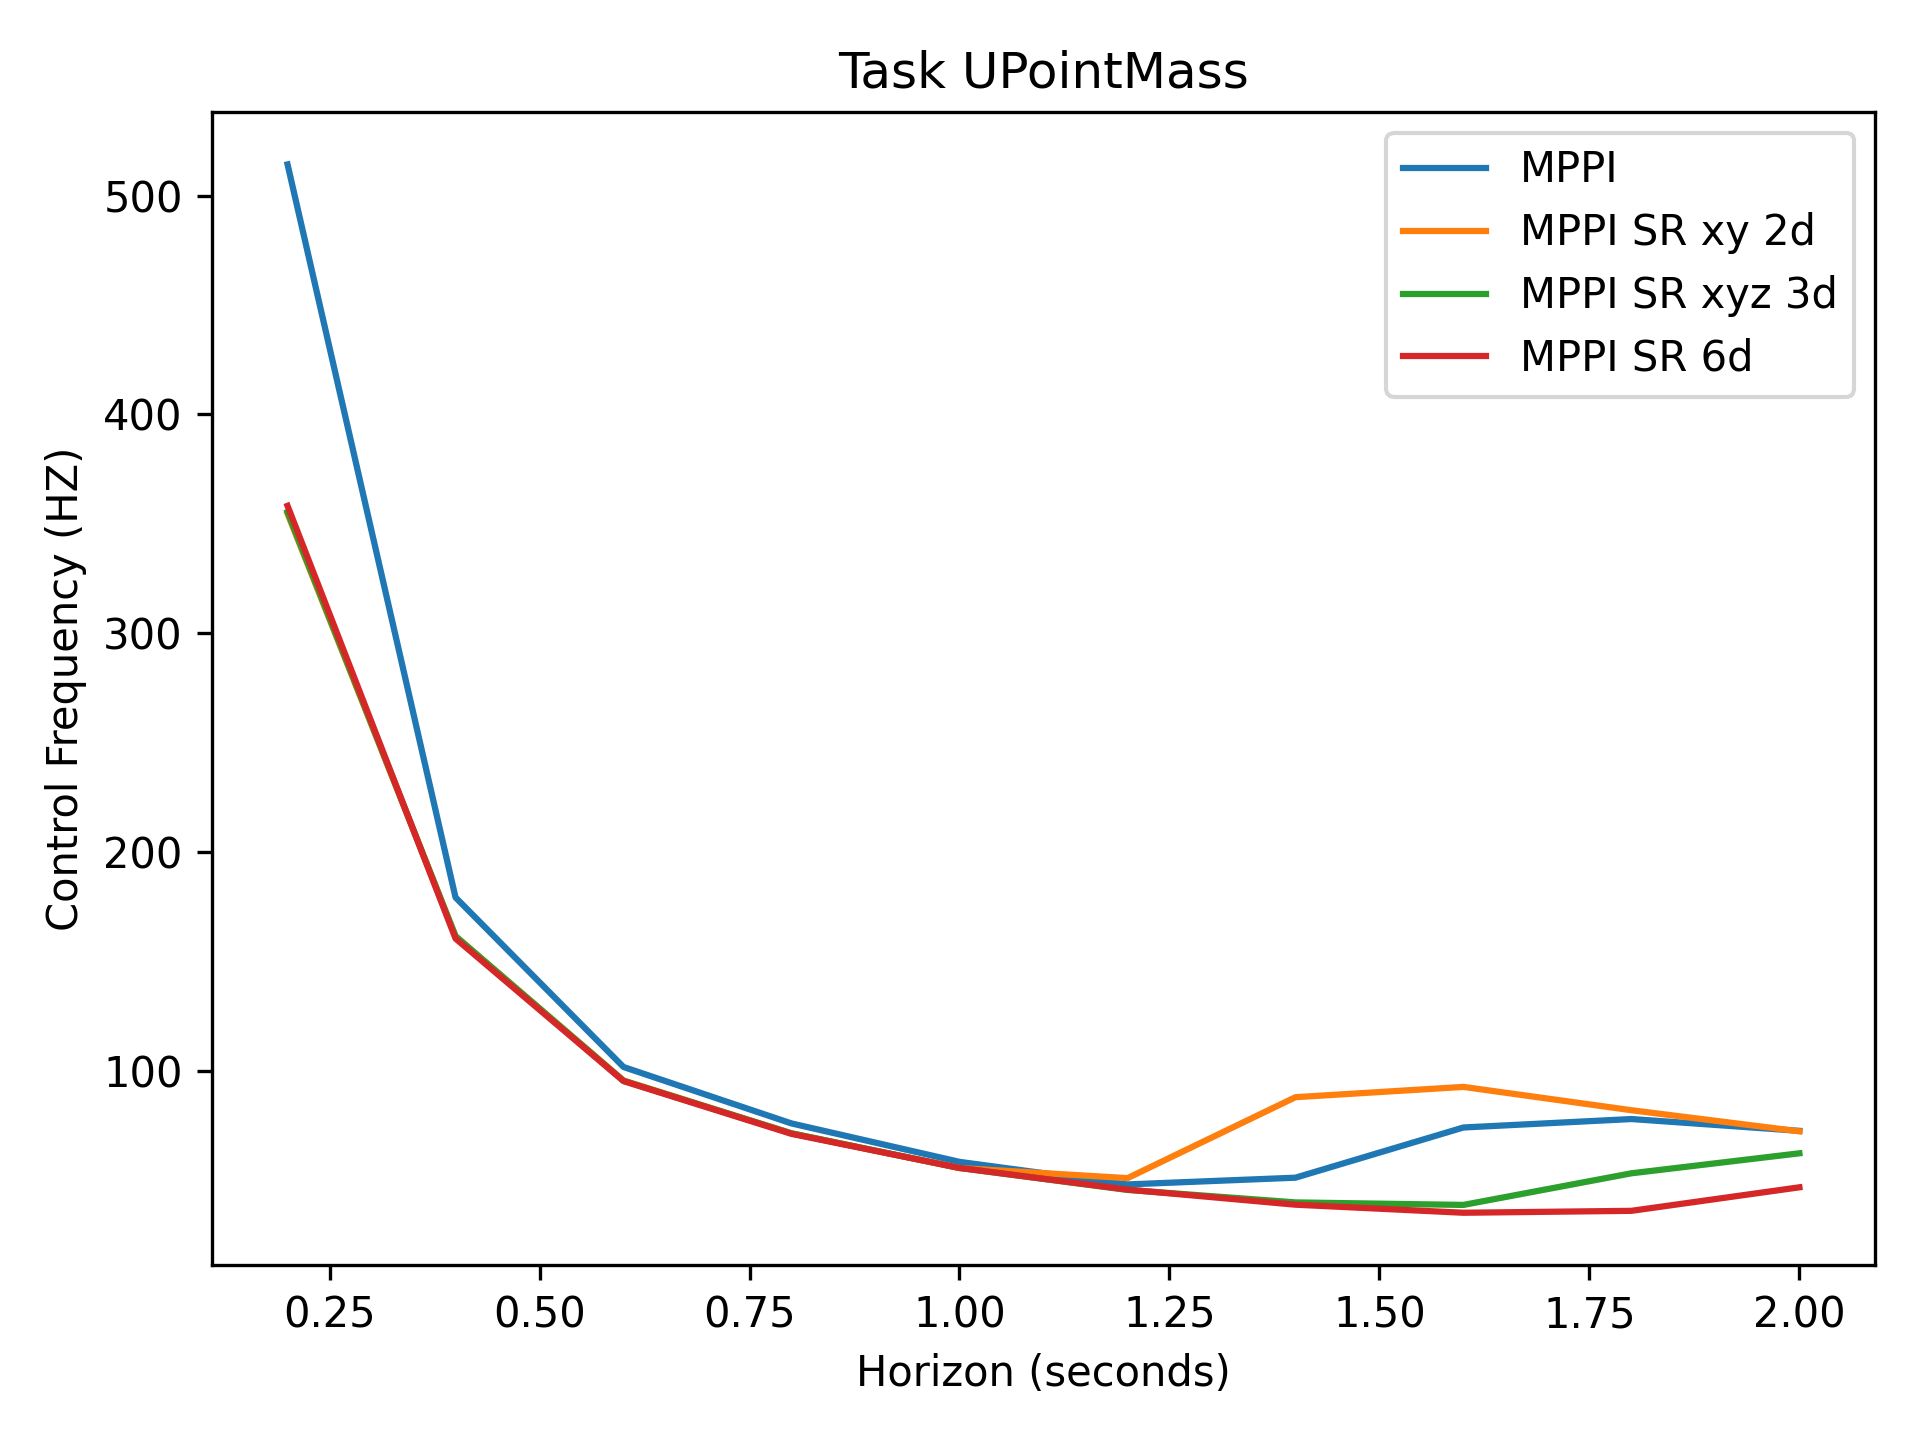 Task UPointMass
MPPI
MPPI SR xy 2d
MPPI SR xyz 3d
MPPI SR 6d
Control Frequency (HZ)
500
400
300
200
100
0.25 0.50 0.75 1.00 1.25 1.50 1.75 2.00
Horizon (seconds)